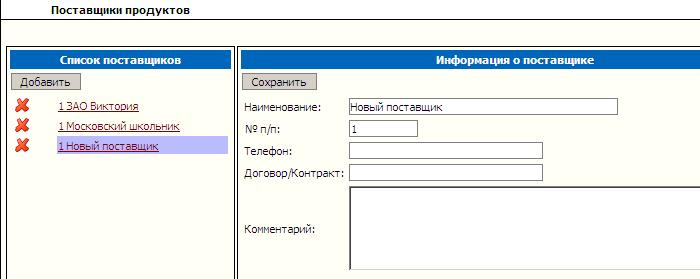 Поставщики продуктов
Список поставщиков
Добавить
1 ЗАО Виктория
1 Московский школьник
1 Новый поставщик
Информация о поставщике
Сохранить
Наименование: Новый поставщик
№ п/п: 1
Телефон:
Договор/Контракт:
Комментарий: